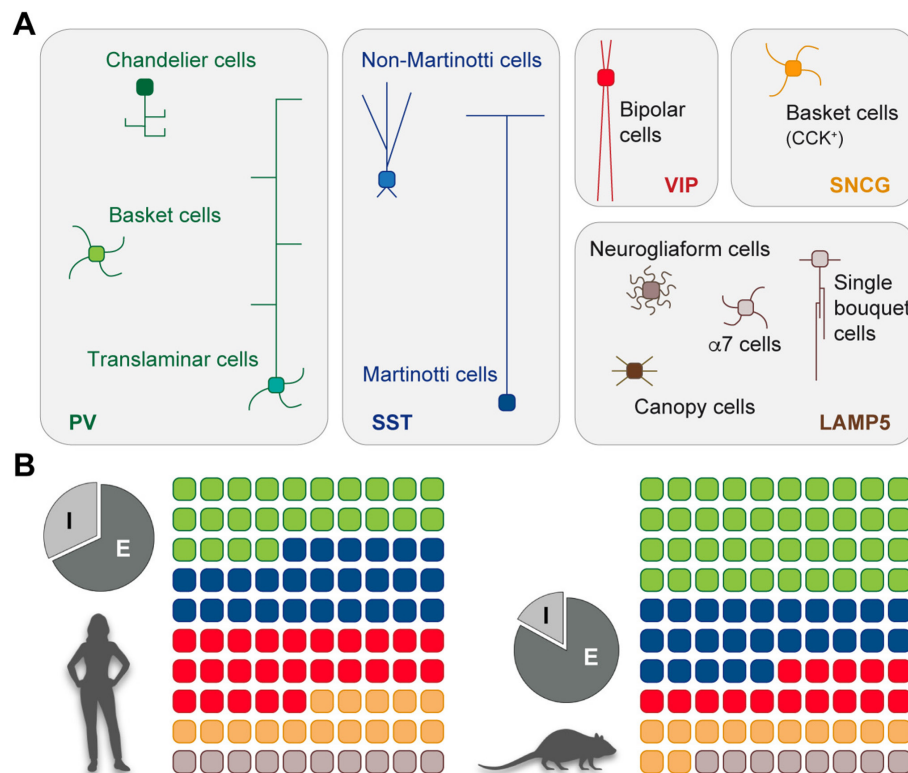 A
Chandelier cells
Basket cells
Translaminar cells
PV
Non-Martinotti cells
Martinotti cells
SST
Bipolar
cells
VIP
Basket cells
(CCK⁺)
SNCG
Neurogliaform cells
Single
bouquet
cells
α7 cells
Canopy cells
LAMP5
B
I
E
I
E